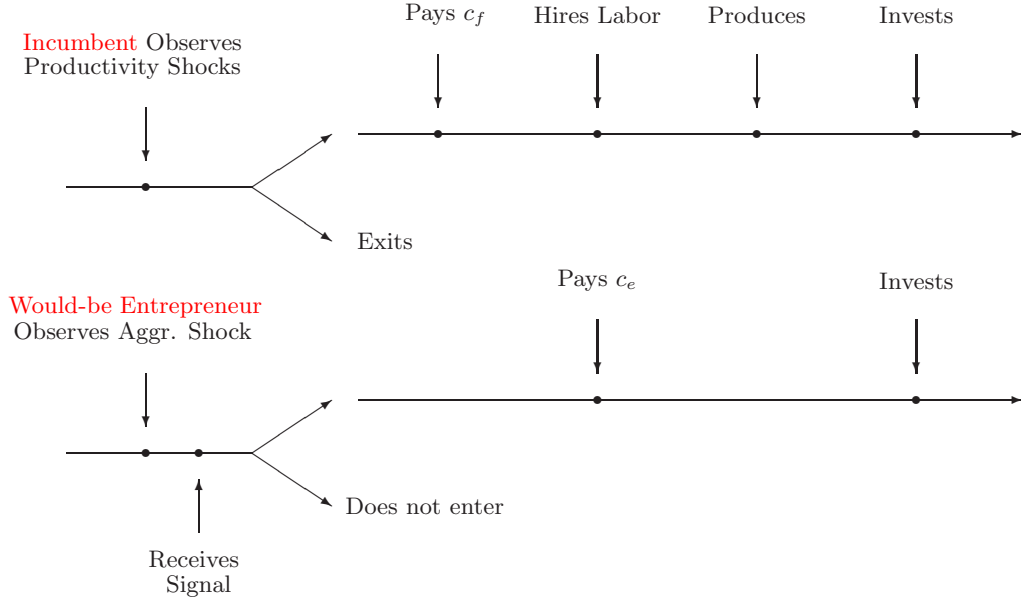 Incumbent Observes
Productivity Shocks
Pays c_f
Hires Labor
Produces
Invests
Exits
Would-be Entrepreneur
Observes Aggr. Shock
Pays c_e
Invests
Does not enter
Receives
Signal